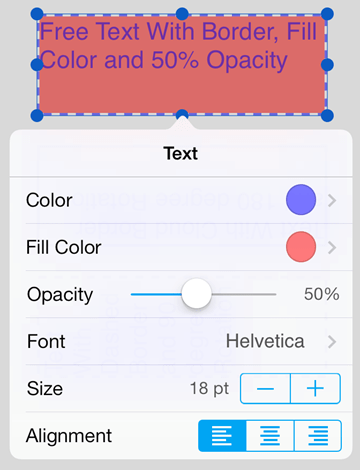 Free Text With Border, Fill
Color and 50% Opacity
Text
Color
Fill Color
Opacity 50%
Font Helvetica
Size 18 pt
Alignment